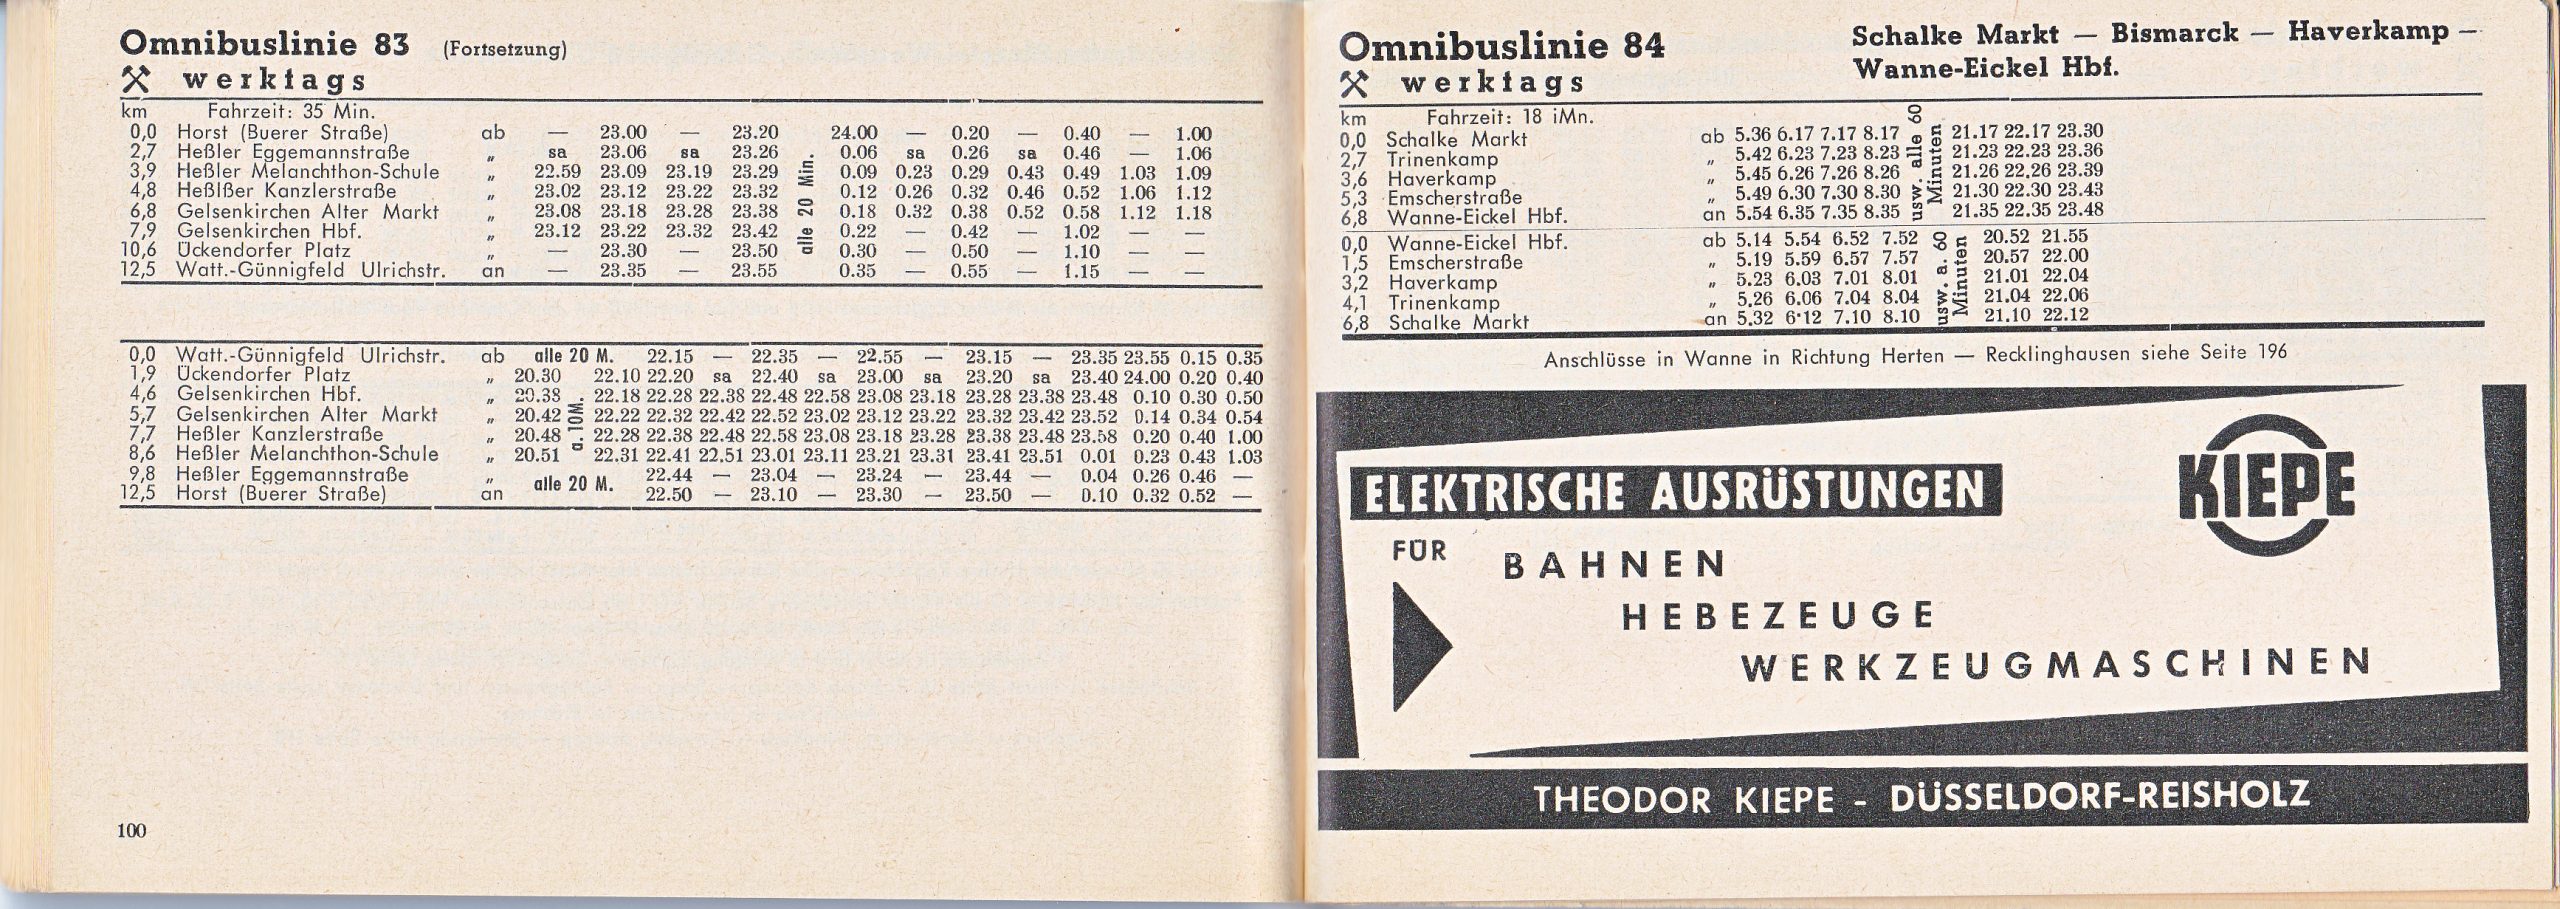 Omnibuslinie 83 (Fortsetzung)
⚒ werktags
km Fahrzeit: 35 Min.
0,0 Horst (Buerer Straße) ab — 23.00 — 23.20 24.00 — 0.20 — 0.40 — 1.00
2,7 Heßler Eggemannstraße „ sa 23.06 sa 23.26 0.06 sa 0.26 sa 0.46 — 1.06
3,9 Heßler Melanchthon-Schule „ 22.59 23.09 23.19 23.29 0.09 0.23 0.29 0.43 0.49 1.03 1.09
4,8 Heßlßer Kanzlerstraße „ 23.02 23.12 23.22 23.32 0.12 0.26 0.32 0.46 0.52 1.06 1.12
6,8 Gelsenkirchen Alter Markt „ 23.08 23.18 23.28 23.38 0.18 0.32 0.38 0.52 0.58 1.12 1.18
7,9 Gelsenkirchen Hbf. „ 23.12 23.22 23.32 23.42 0.22 — 0.42 — 1.02 — —
10,6 Ückendorfer Platz „ — 23.30 — 23.50 0.30 — 0.50 — 1.10 — —
12,5 Watt.-Günnigfeld Ulrichstr. an — 23.35 — 23.55 0.35 — 0.55 — 1.15 — —
alle 20 Min.
0,0 Watt.-Günnigfeld Ulrichstr. ab alle 20 M. 22.15 — 22.35 — 22.55 — 23.15 — 23.35 23.55 0.15 0.35
1,9 Ückendorfer Platz „ 20.30 22.10 22.20 sa 22.40 sa 23.00 sa 23.20 sa 23.40 24.00 0.20 0.40
4,6 Gelsenkirchen Hbf. „ 20.38 22.18 22.28 22.38 22.48 22.58 23.08 23.18 23.28 23.38 23.48 0.10 0.30 0.50
5,7 Gelsenkirchen Alter Markt „ 20.42 22.22 22.32 22.42 22.52 23.02 23.12 23.22 23.32 23.42 23.52 0.14 0.34 0.54
7,7 Heßler Kanzlerstraße „ 20.48 22.28 22.38 22.48 22.58 23.08 23.18 23.28 23.38 23.48 23.58 0.20 0.40 1.00
8,6 Heßler Melanchthon-Schule „ 20.51 22.31 22.41 22.51 23.01 23.11 23.21 23.31 23.41 23.51 0.01 0.23 0.43 1.03
a. 10M.
9,8 Heßler Eggemannstraße „ 22.44 — 23.04 — 23.24 — 23.44 — 0.04 0.26 0.46 —
alle 20 M.
12,5 Horst (Buerer Straße) an 22.50 — 23.10 — 23.30 — 23.50 — 0.10 0.32 0.52 —
100
Omnibuslinie 84
⚒ werktags
Schalke Markt — Bismarck — Haverkamp —
Wanne-Eickel Hbf.
km Fahrzeit: 18 iMn.
0,0 Schalke Markt ab 5.36 6.17 7.17 8.17 21.17 22.17 23.30
2,7 Trinenkamp „ 5.42 6.23 7.23 8.23 21.23 22.23 23.36
3,6 Haverkamp „ 5.45 6.26 7.26 8.26 21.26 22.26 23.39
5,3 Emscherstraße „ 5.49 6.30 7.30 8.30 21.30 22.30 23.43
6,8 Wanne-Eickel Hbf. an 5.54 6.35 7.35 8.35 21.35 22.35 23.48
usw. alle 60
Minuten
0,0 Wanne-Eickel Hbf. ab 5.14 5.54 6.52 7.52 20.52 21.55
1,5 Emscherstraße „ 5.19 5.59 6.57 7.57 20.57 22.00
3,2 Haverkamp „ 5.23 6.03 7.01 8.01 21.01 22.04
4,1 Trinenkamp „ 5,26 6.06 7.04 8.04 21.04 22.06
6,8 Schalke Markt an 5.32 6·12 7.10 8.10 21.10 22.12
usw. a. 60
Minuten
Anschlüsse in Wanne in Richtung Herten — Recklinghausen siehe Seite 196
KIEPE
ELEKTRISCHE AUSRÜSTUNGEN
FÜR
BAHNEN
HEBEZEUGE
WERKZEUGMASCHINEN
THEODOR KIEPE - DÜSSELDORF-REISHOLZ